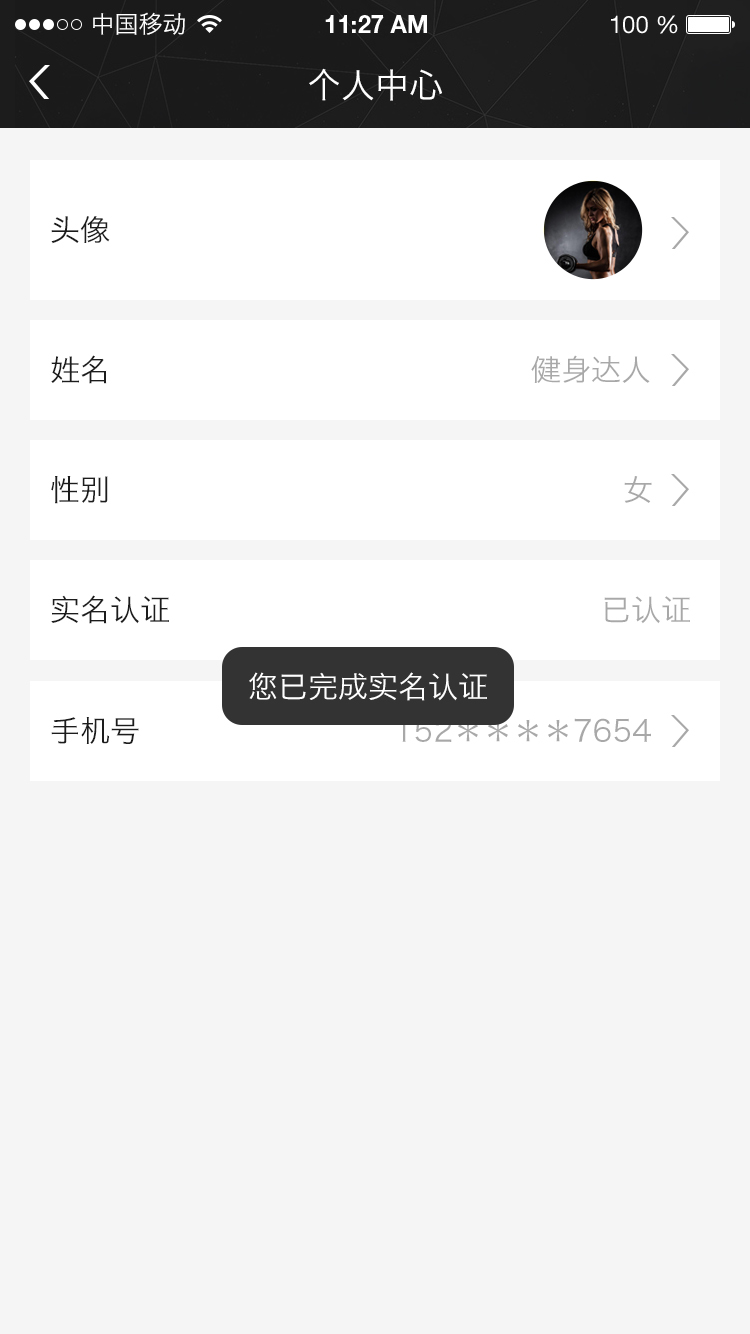 中国移动 11:27 AM 100 %
个人中心
头像
姓名 健身达人
性别 女
实名认证 已认证
您已完成实名认证
手机号 152****7654